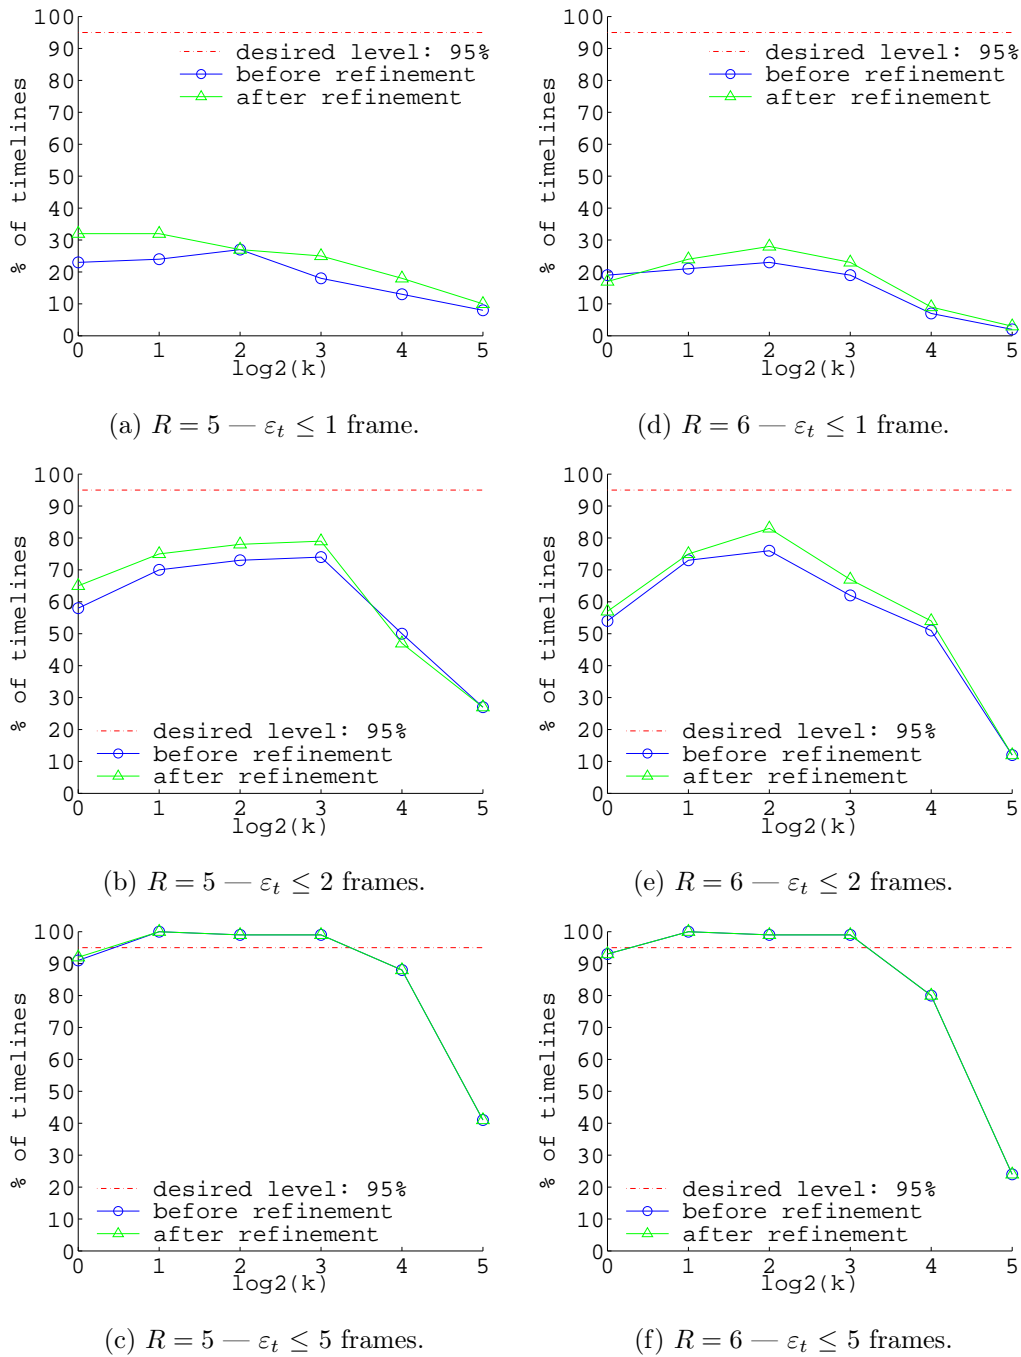 100
90
80
70
60
50
40
30
20
10
0
% of timelines
desired level: 95%
before refinement
after refinement
0 1 2 3 4 5
log2(k)
(a) R = 5 — εt ≤ 1 frame.
100
90
80
70
60
50
40
30
20
10
0
% of timelines
desired level: 95%
before refinement
after refinement
0 1 2 3 4 5
log2(k)
(d) R = 6 — εt ≤ 1 frame.
100
90
80
70
60
50
40
30
20
10
0
% of timelines
desired level: 95%
before refinement
after refinement
0 1 2 3 4 5
log2(k)
(b) R = 5 — εt ≤ 2 frames.
100
90
80
70
60
50
40
30
20
10
0
% of timelines
desired level: 95%
before refinement
after refinement
0 1 2 3 4 5
log2(k)
(e) R = 6 — εt ≤ 2 frames.
100
90
80
70
60
50
40
30
20
10
0
% of timelines
desired level: 95%
before refinement
after refinement
0 1 2 3 4 5
log2(k)
(c) R = 5 — εt ≤ 5 frames.
100
90
80
70
60
50
40
30
20
10
0
% of timelines
desired level: 95%
before refinement
after refinement
0 1 2 3 4 5
log2(k)
(f) R = 6 — εt ≤ 5 frames.